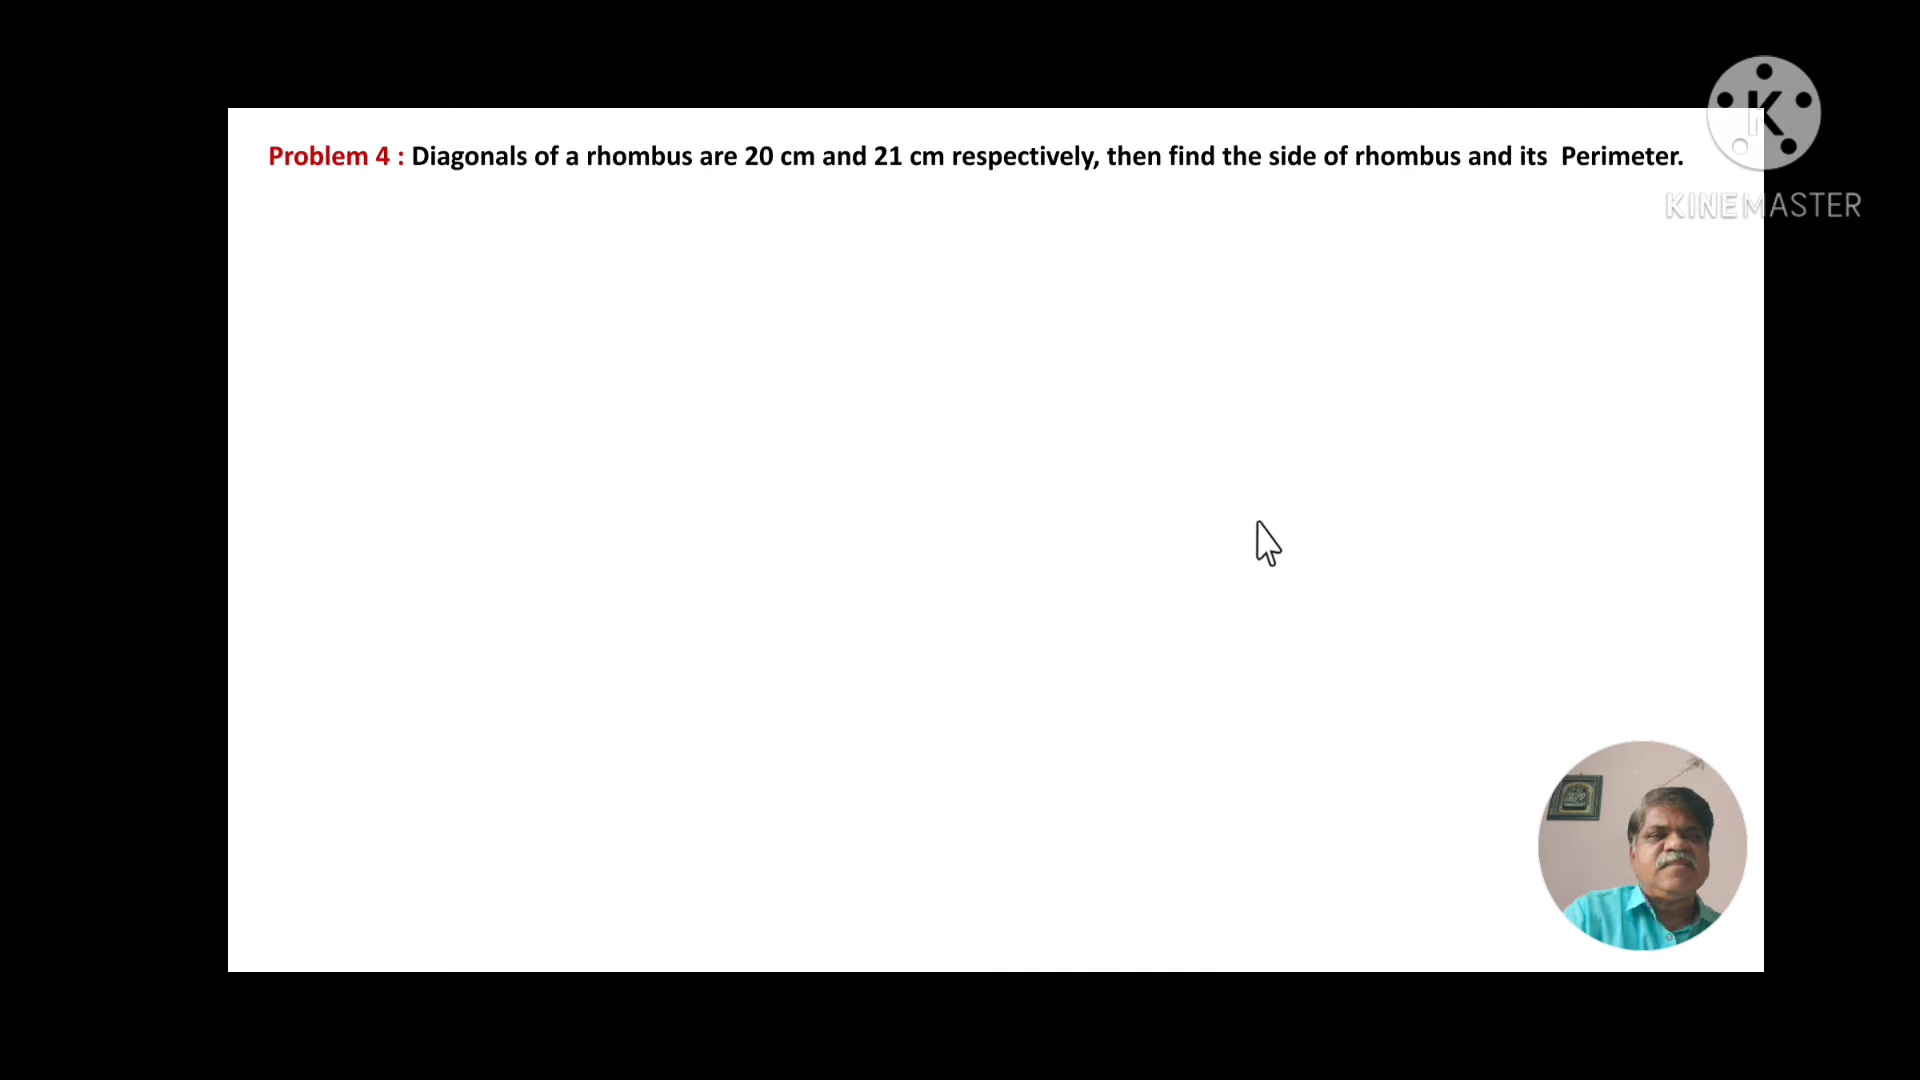 Problem 4 : Diagonals of a rhombus are 20 cm and 21 cm respectively, then find the side of rhombus and its  Perimeter.
K
KINEMASTER